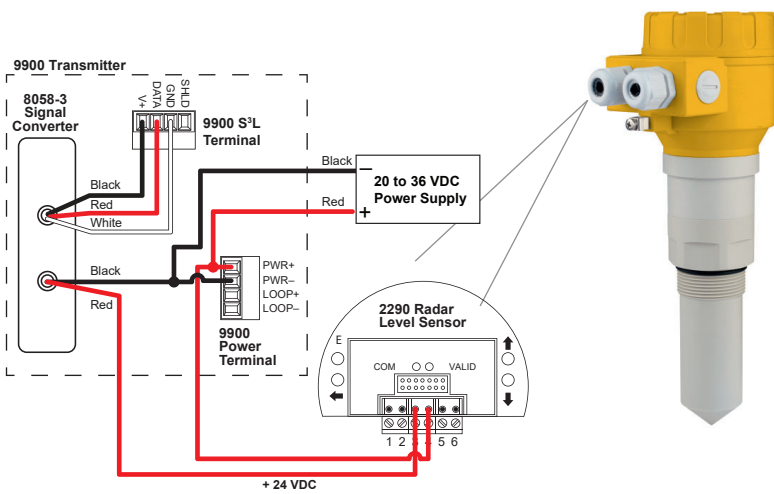 9900 Transmitter
8058-3
Signal
Converter
V+
DATA
GND
SHLD
9900 S³L
Terminal
Black
Red
White
Black
Red
Black
Red
–
+
20 to 36 VDC
Power Supply
PWR+
PWR–
LOOP+
LOOP–
9900
Power
Terminal
2290 Radar
Level Sensor
E
COM
VALID
1 2 3 4 5 6
+ 24 VDC